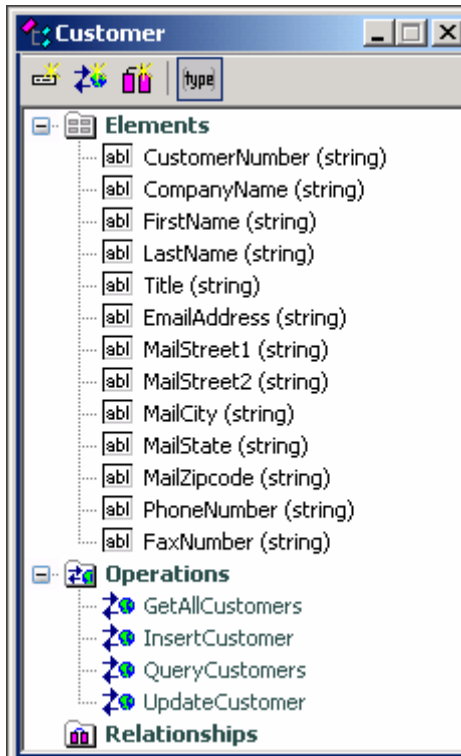 Customer
{type}
Elements
abl CustomerNumber (string)
abl CompanyName (string)
abl FirstName (string)
abl LastName (string)
abl Title (string)
abl EmailAddress (string)
abl MailStreet1 (string)
abl MailStreet2 (string)
abl MailCity (string)
abl MailState (string)
abl MailZipcode (string)
abl PhoneNumber (string)
abl FaxNumber (string)
Operations
GetAllCustomers
InsertCustomer
QueryCustomers
UpdateCustomer
Relationships